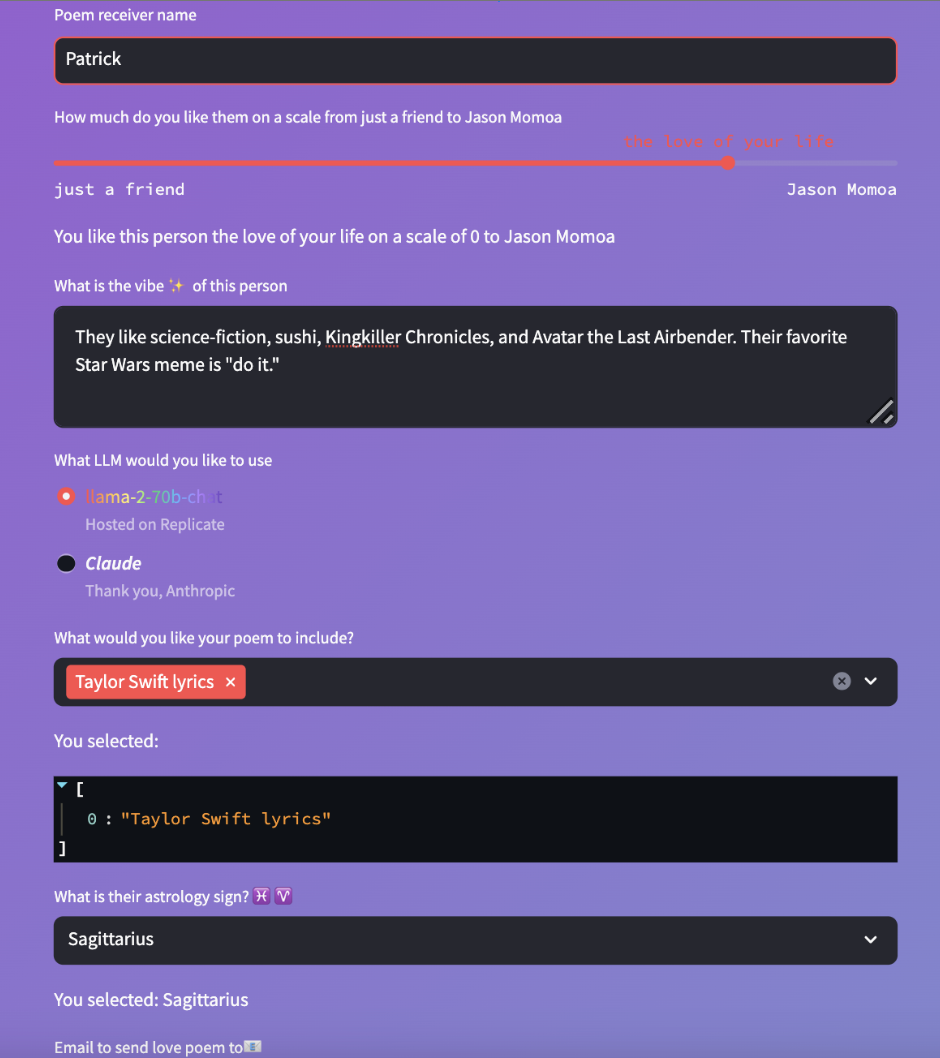 Poem receiver name
Patrick
How much do you like them on a scale from just a friend to Jason Momoa
the love of your life
just a friend
Jason Momoa
You like this person the love of your life on a scale of 0 to Jason Momoa
What is the vibe ✨ of this person
They like science-fiction, sushi, Kingkiller Chronicles, and Avatar the Last Airbender. Their favorite
Star Wars meme is "do it."
What LLM would you like to use
llama-2-70b-chat
Hosted on Replicate
Claude
Thank you, Anthropic
What would you like your poem to include?
Taylor Swift lyrics ×
You selected:
[
0 : "Taylor Swift lyrics"
]
What is their astrology sign? ♓ ♈
Sagittarius
You selected: Sagittarius
Email to send love poem to📧